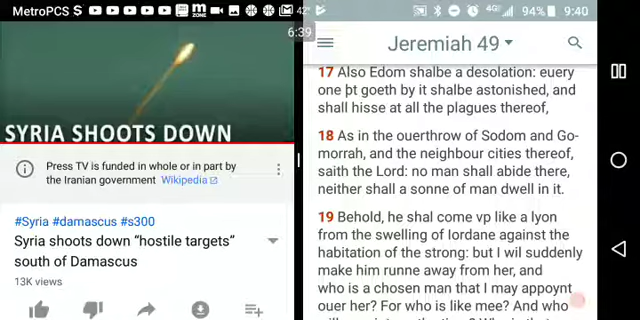 MetroPCS $
42°
6:39
SYRIA SHOOTS DOWN
Press TV is funded in whole or in part by
the Iranian government Wikipedia
#Syria #damascus #s300
Syria shoots down "hostile targets"
south of Damascus
13K views
4G 94% 9:40
Jeremiah 49
17 Also Edom shalbe a desolation: euery
one þt goeth by it shalbe astonished, and
shall hisse at all the plagues thereof,
18 As in the ouerthrow of Sodom and Go-
morrah, and the neighbour cities thereof,
saith the Lord: no man shall abide there,
neither shall a sonne of man dwell in it.
19 Behold, he shal come vp like a lyon
from the swelling of Iordane against the
habitation of the strong: but I wil suddenly
make him runne away from her, and
who is a chosen man that I may appoynt
ouer her? For who is like mee? And who